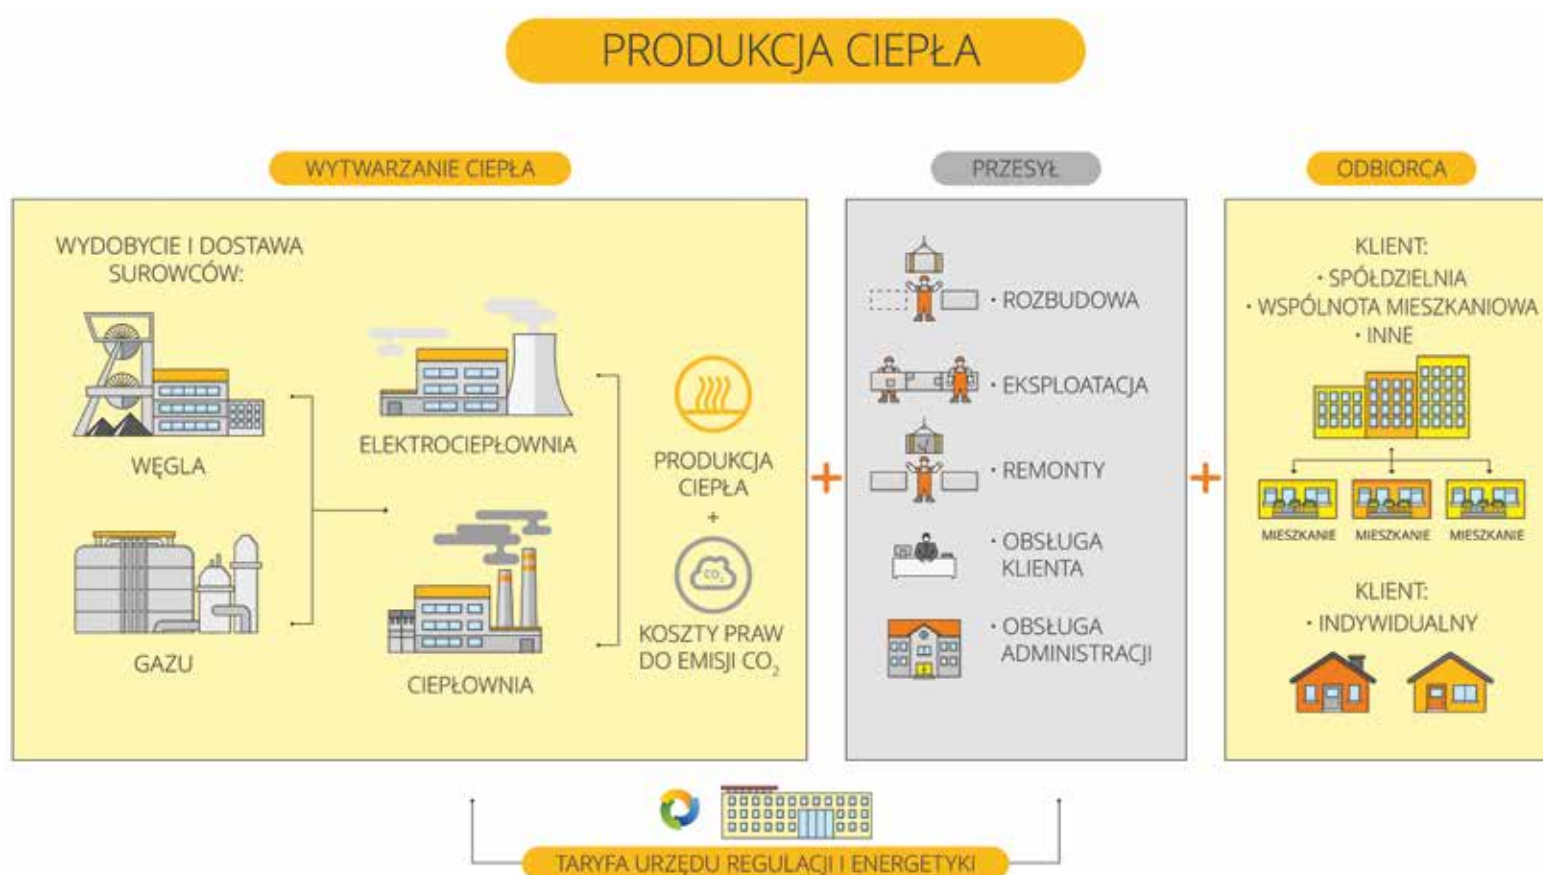 PRODUKCJA CIEPŁA
WYTWARZANIE CIEPŁA
WYDOBYCIE I DOSTAWA
SUROWCÓW:
WĘGLA
GAZU
ELEKTROCIEPŁOWNIA
CIEPŁOWNIA
PRODUKCJA
CIEPŁA
+
CO₂
KOSZTY PRAW
DO EMISJI CO₂
+
PRZESYŁ
• ROZBUDOWA
• EKSPLOATACJA
• REMONTY
• OBSŁUGA
KLIENTA
• OBSŁUGA
ADMINISTRACJI
+
ODBIORCA
KLIENT:
• SPÓŁDZIELNIA
• WSPÓLNOTA MIESZKANIOWA
• INNE
MIESZKANIE MIESZKANIE MIESZKANIE
KLIENT:
• INDYWIDUALNY
TARYFA URZĘDU REGULACJI I ENERGETYKI